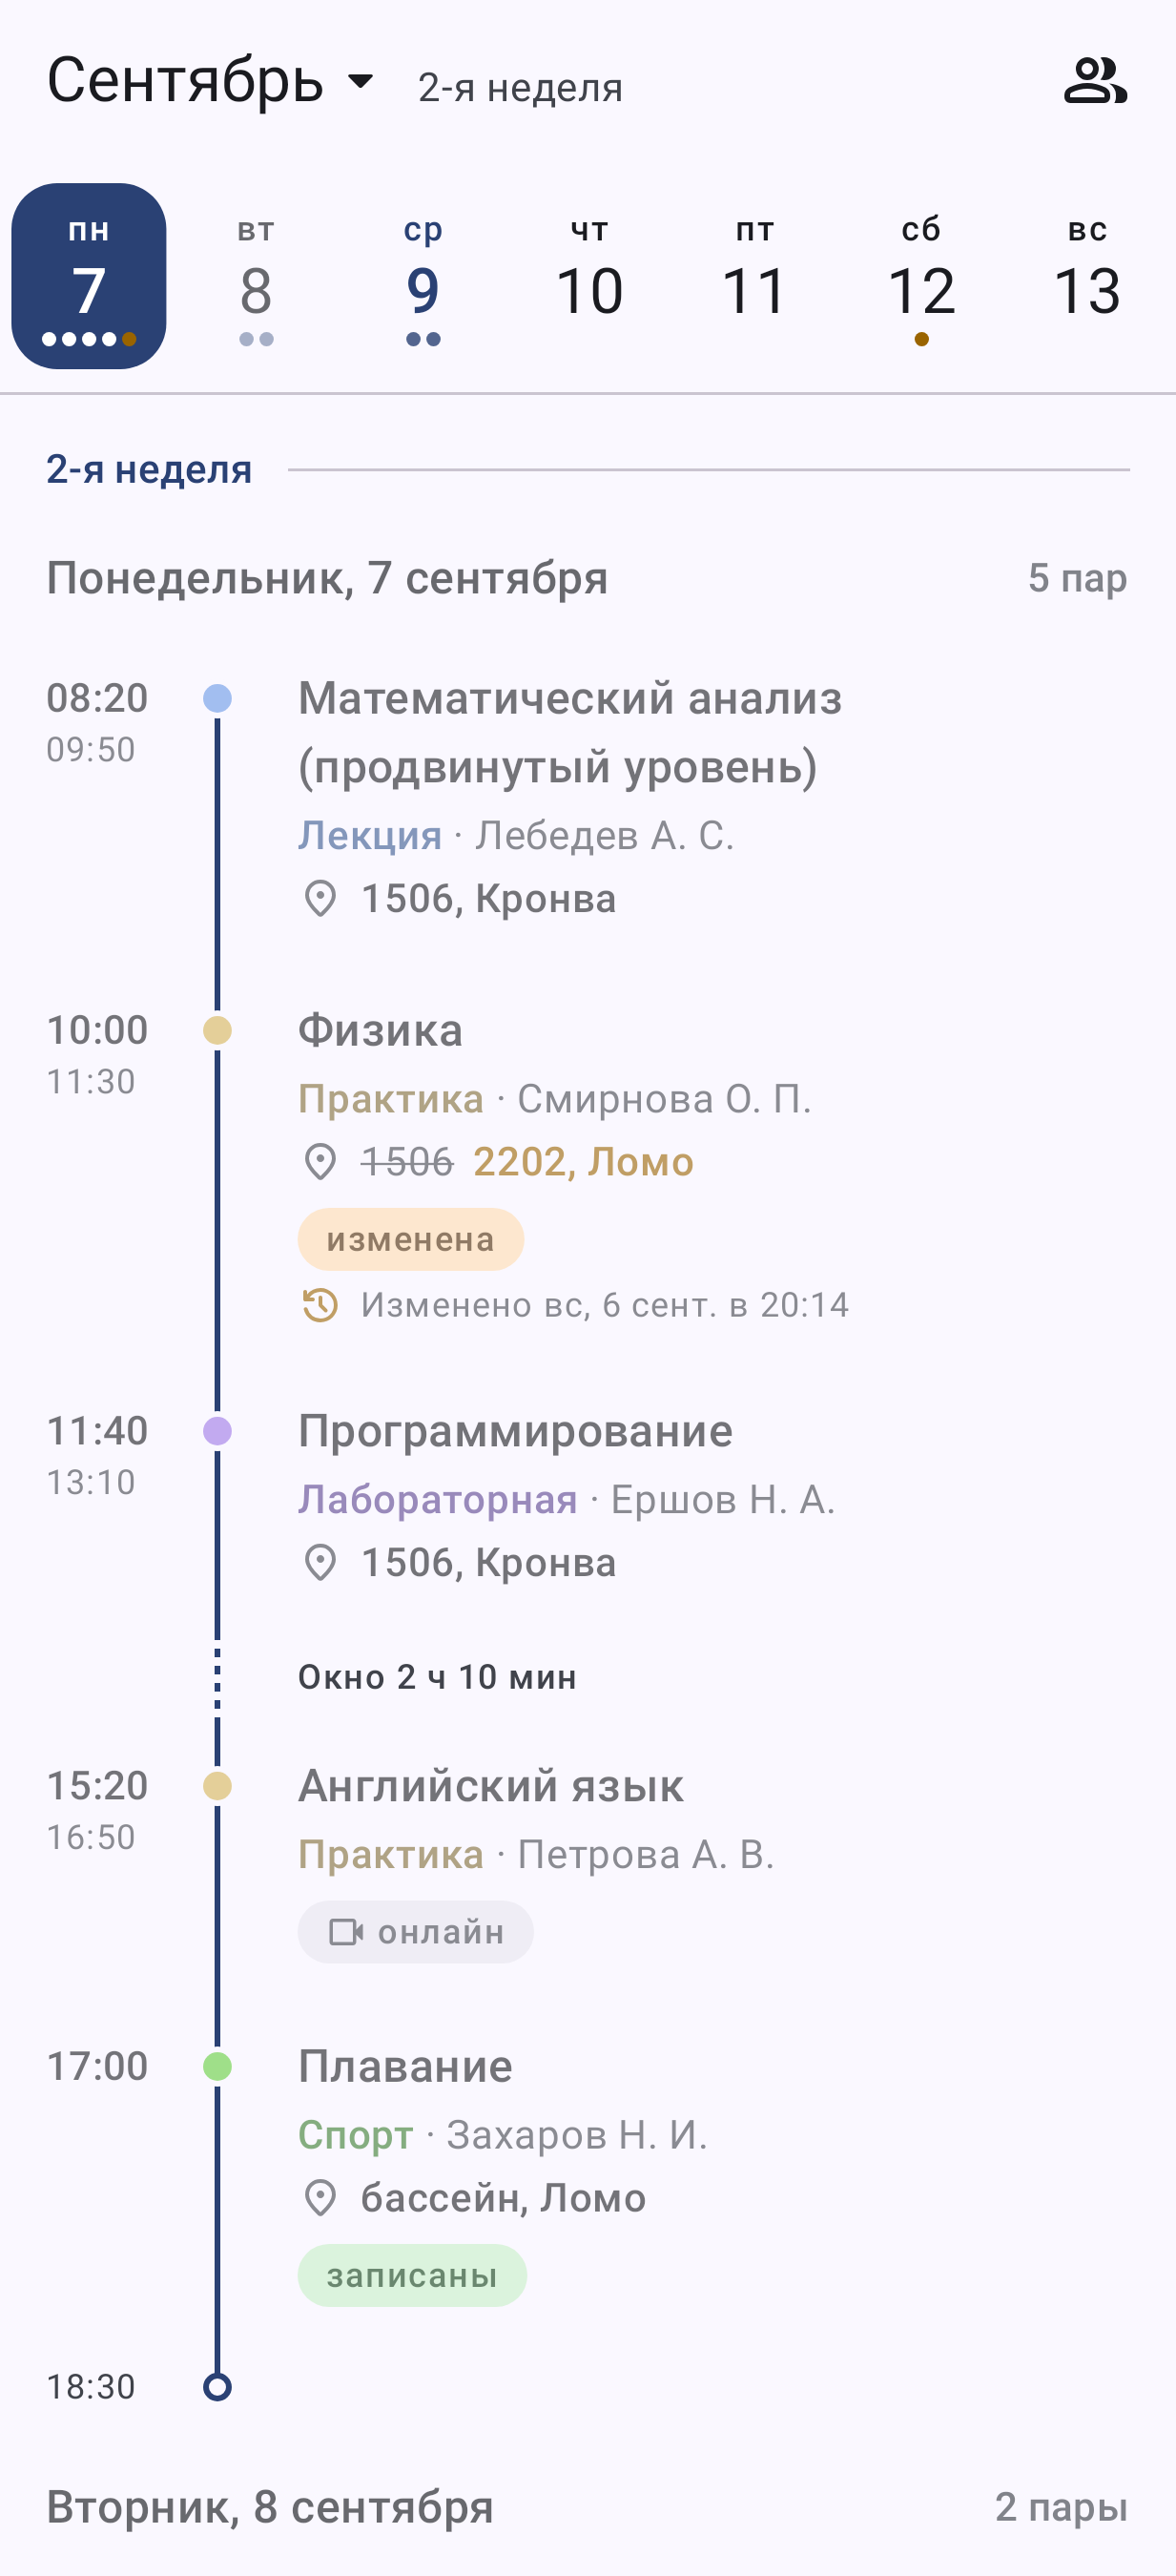 Сентябрь 2-я неделя
пн вт ср чт пт сб вс
7 8 9 10 11 12 13
2-я неделя
Понедельник, 7 сентября 5 пар
08:20 Математический анализ
09:50 (продвинутый уровень)
Лекция · Лебедев А. С.
1506, Кронва
10:00 Физика
11:30 Практика · Смирнова О. П.
1506 2202, Ломо
изменена
Изменено вс, 6 сент. в 20:14
11:40 Программирование
13:10 Лабораторная · Ершов Н. А.
1506, Кронва
Окно 2 ч 10 мин
15:20 Английский язык
16:50 Практика · Петрова А. В.
онлайн
17:00 Плавание
Спорт · Захаров Н. И.
бассейн, Ломо
записаны
18:30
Вторник, 8 сентября 2 пары